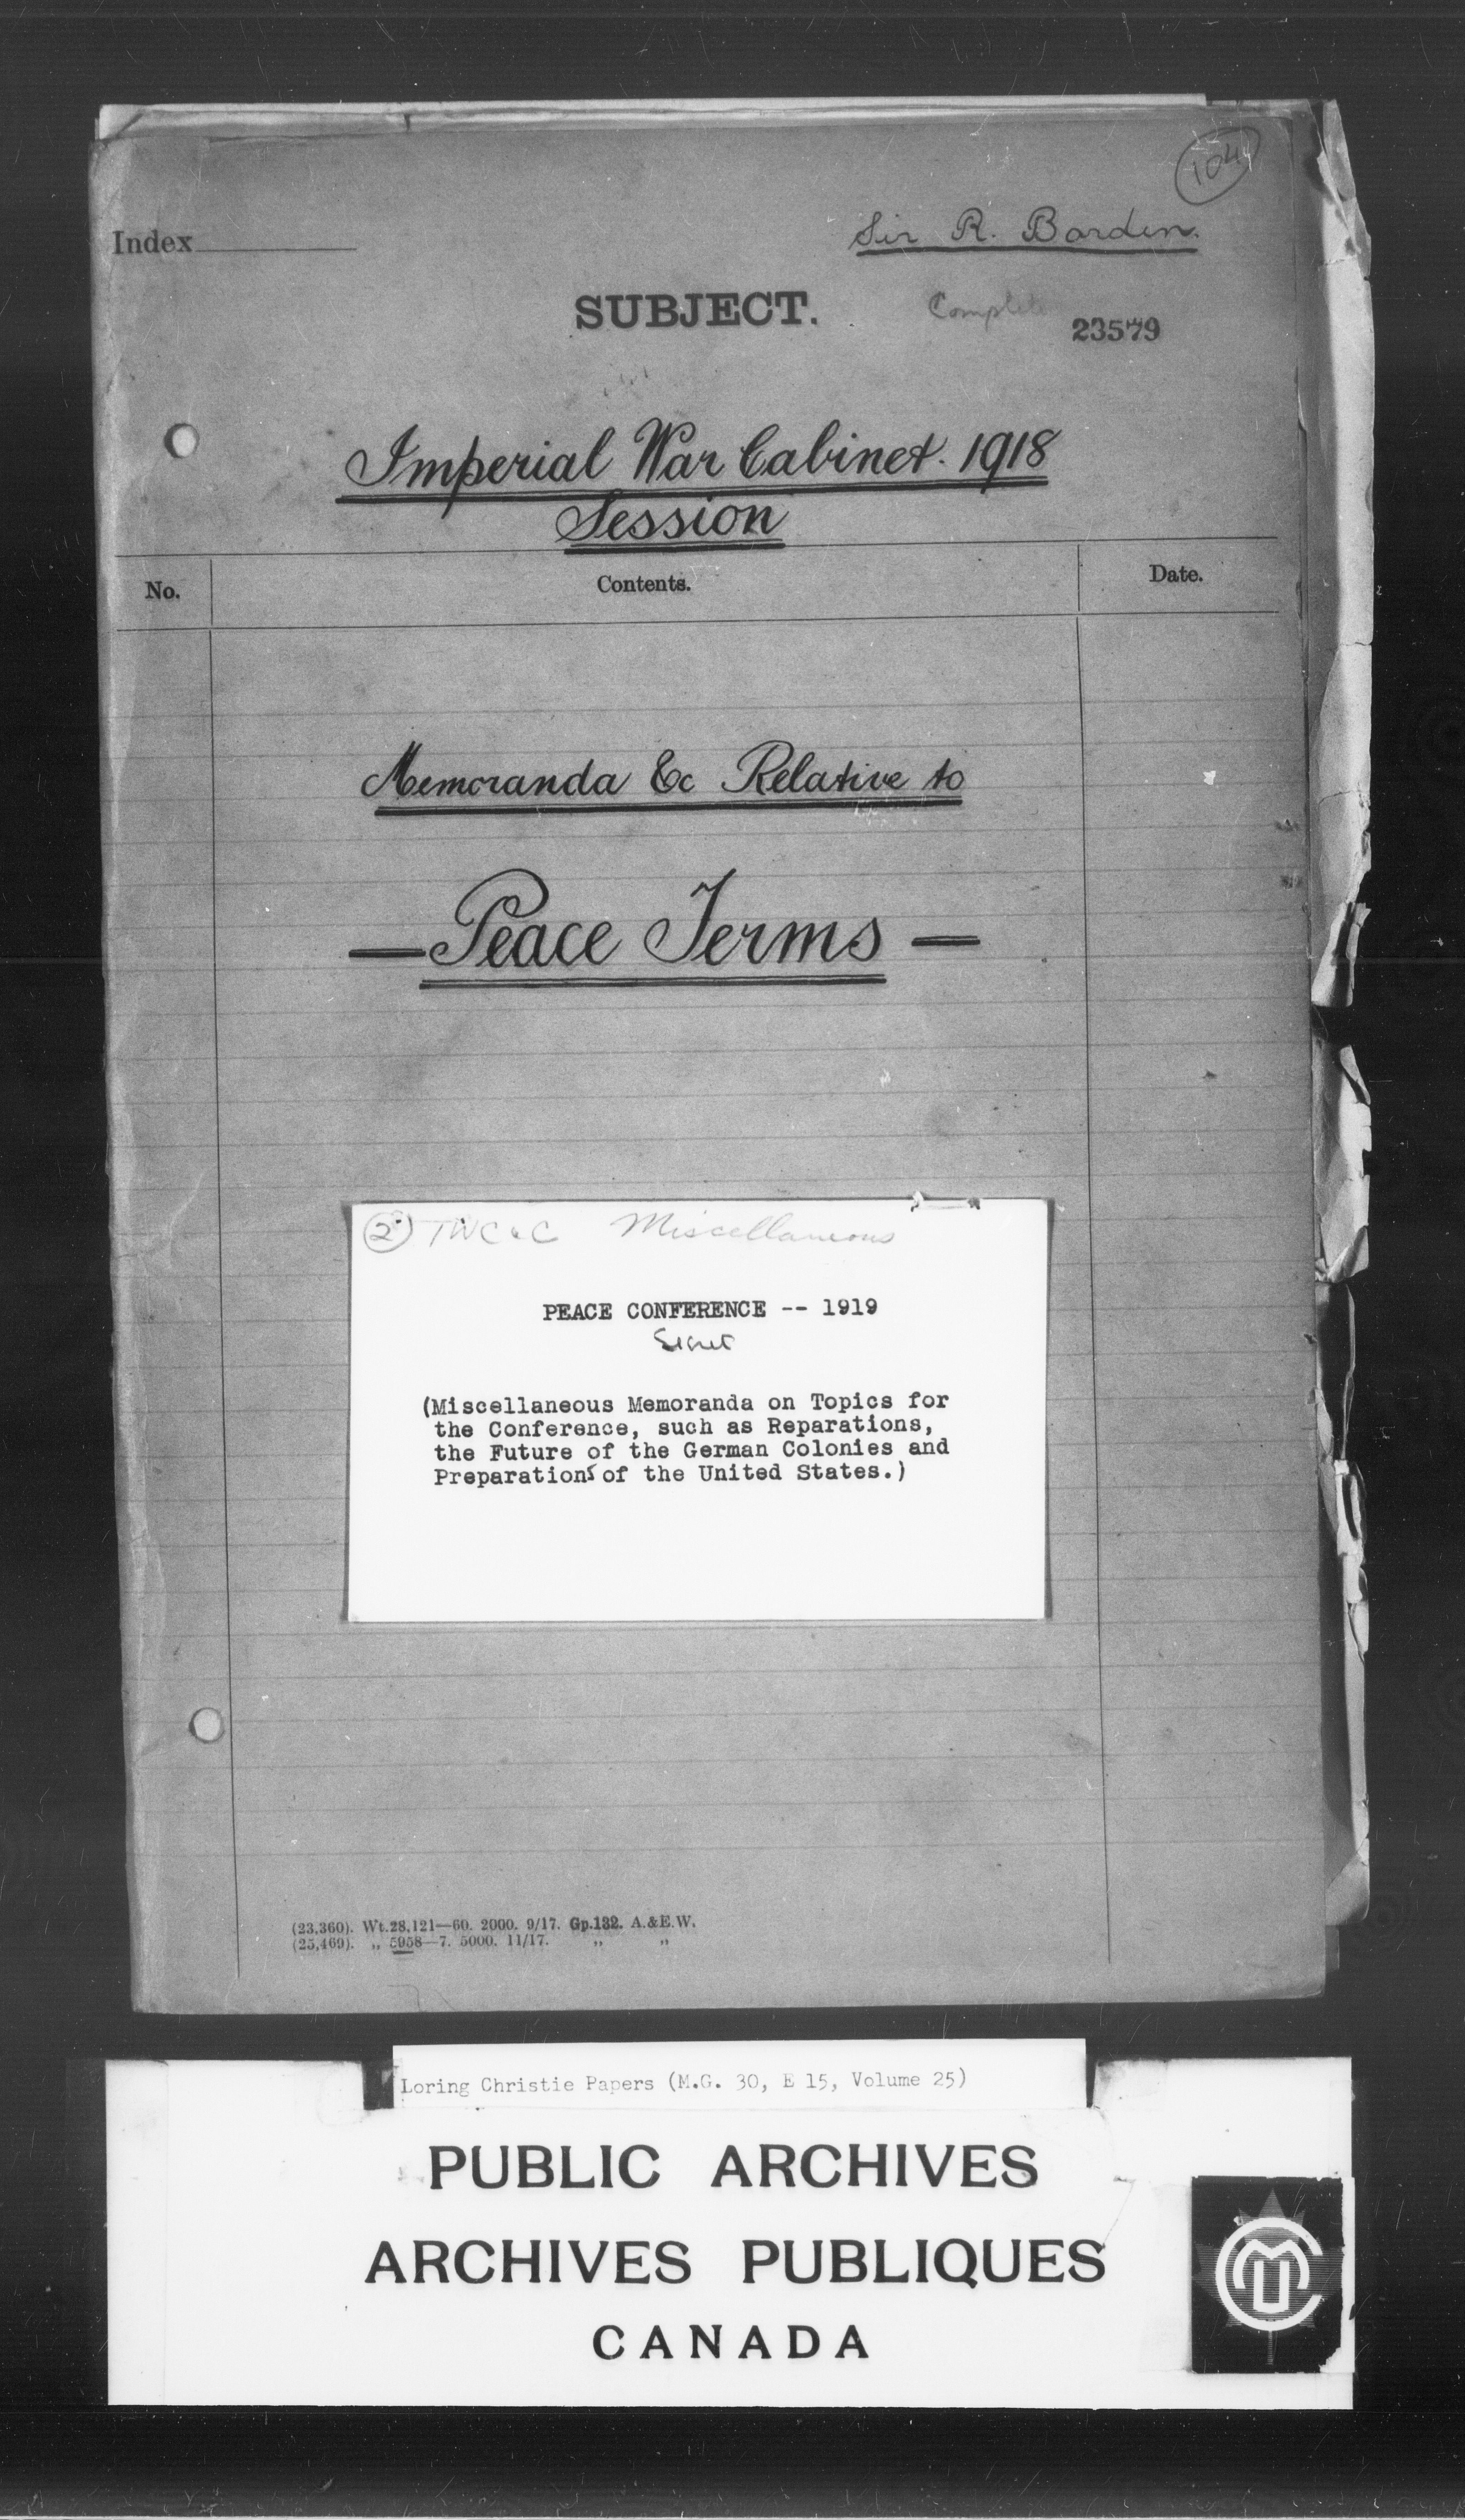 104
Index
Sir R. Borden.
SUBJECT.
Complete
23579
Imperial War Cabinet. 1918
Session
No.
Contents.
Date.
Memoranda &c Relative to
— Peace Terms —
2 IWC & C Miscellaneous
PEACE CONFERENCE -- 1919
Secret
(Miscellaneous Memoranda on Topics for
the Conference, such as Reparations,
the Future of the German Colonies and
Preparations of the United States.)
(23,360). Wt.28,121—60. 2000. 9/17. Gp.132. A.&E.W.
(25,469). „ 5958—7. 5000. 11/17. „ „
Loring Christie Papers (M.G. 30, E 15, Volume 25)
PUBLIC ARCHIVES
ARCHIVES PUBLIQUES
CANADA